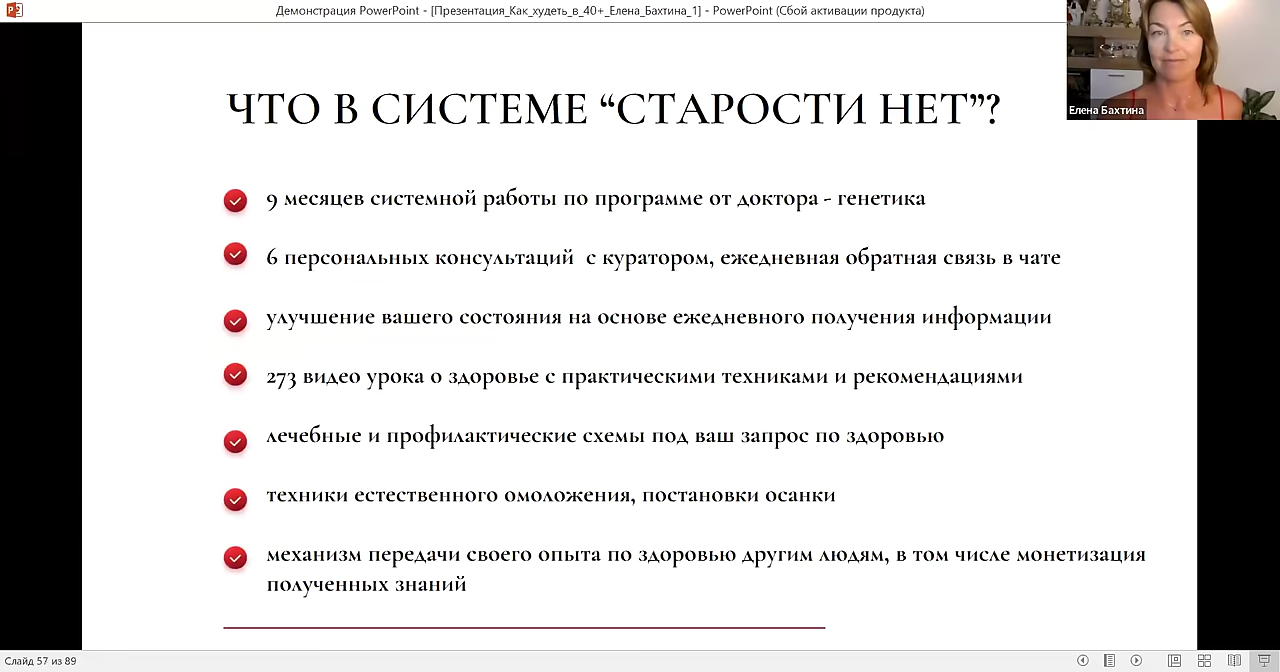 Демонстрация PowerPoint - [Презентация_Как_худеть_в_40+_Елена_Бахтина_1] - PowerPoint (Сбой активации продукта)
Елена Бахтина
ЧТО В СИСТЕМЕ “СТАРОСТИ НЕТ”?
9 месяцев системной работы по программе от доктора - генетика
6 персональных консультаций с куратором, ежедневная обратная связь в чате
улучшение вашего состояния на основе ежедневного получения информации
273 видео урока о здоровье с практическими техниками и рекомендациями
лечебные и профилактические схемы под ваш запрос по здоровью
техники естественного омоложения, постановки осанки
механизм передачи своего опыта по здоровью другим людям, в том числе монетизация
полученных знаний
Слайд 57 из 89